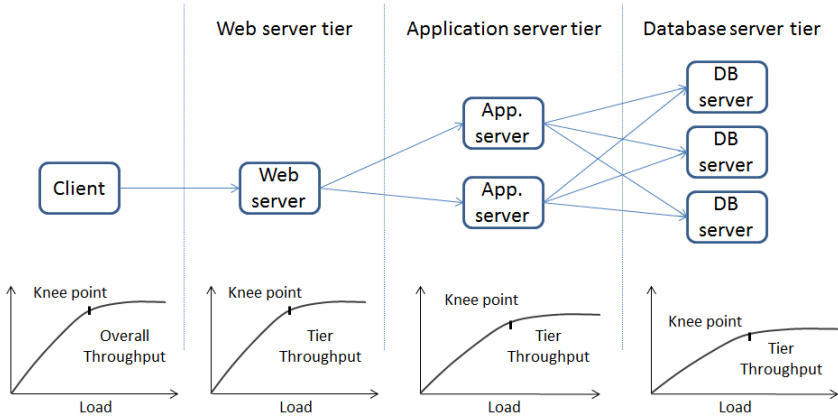 Web server tier
Application server tier
Database server tier
Client
Web
server
App.
server
App.
server
DB
server
DB
server
DB
server
Knee point
Overall
Throughput
Load
Knee point
Tier
Throughput
Load
Knee point
Tier
Throughput
Load
Knee point
Tier
Throughput
Load